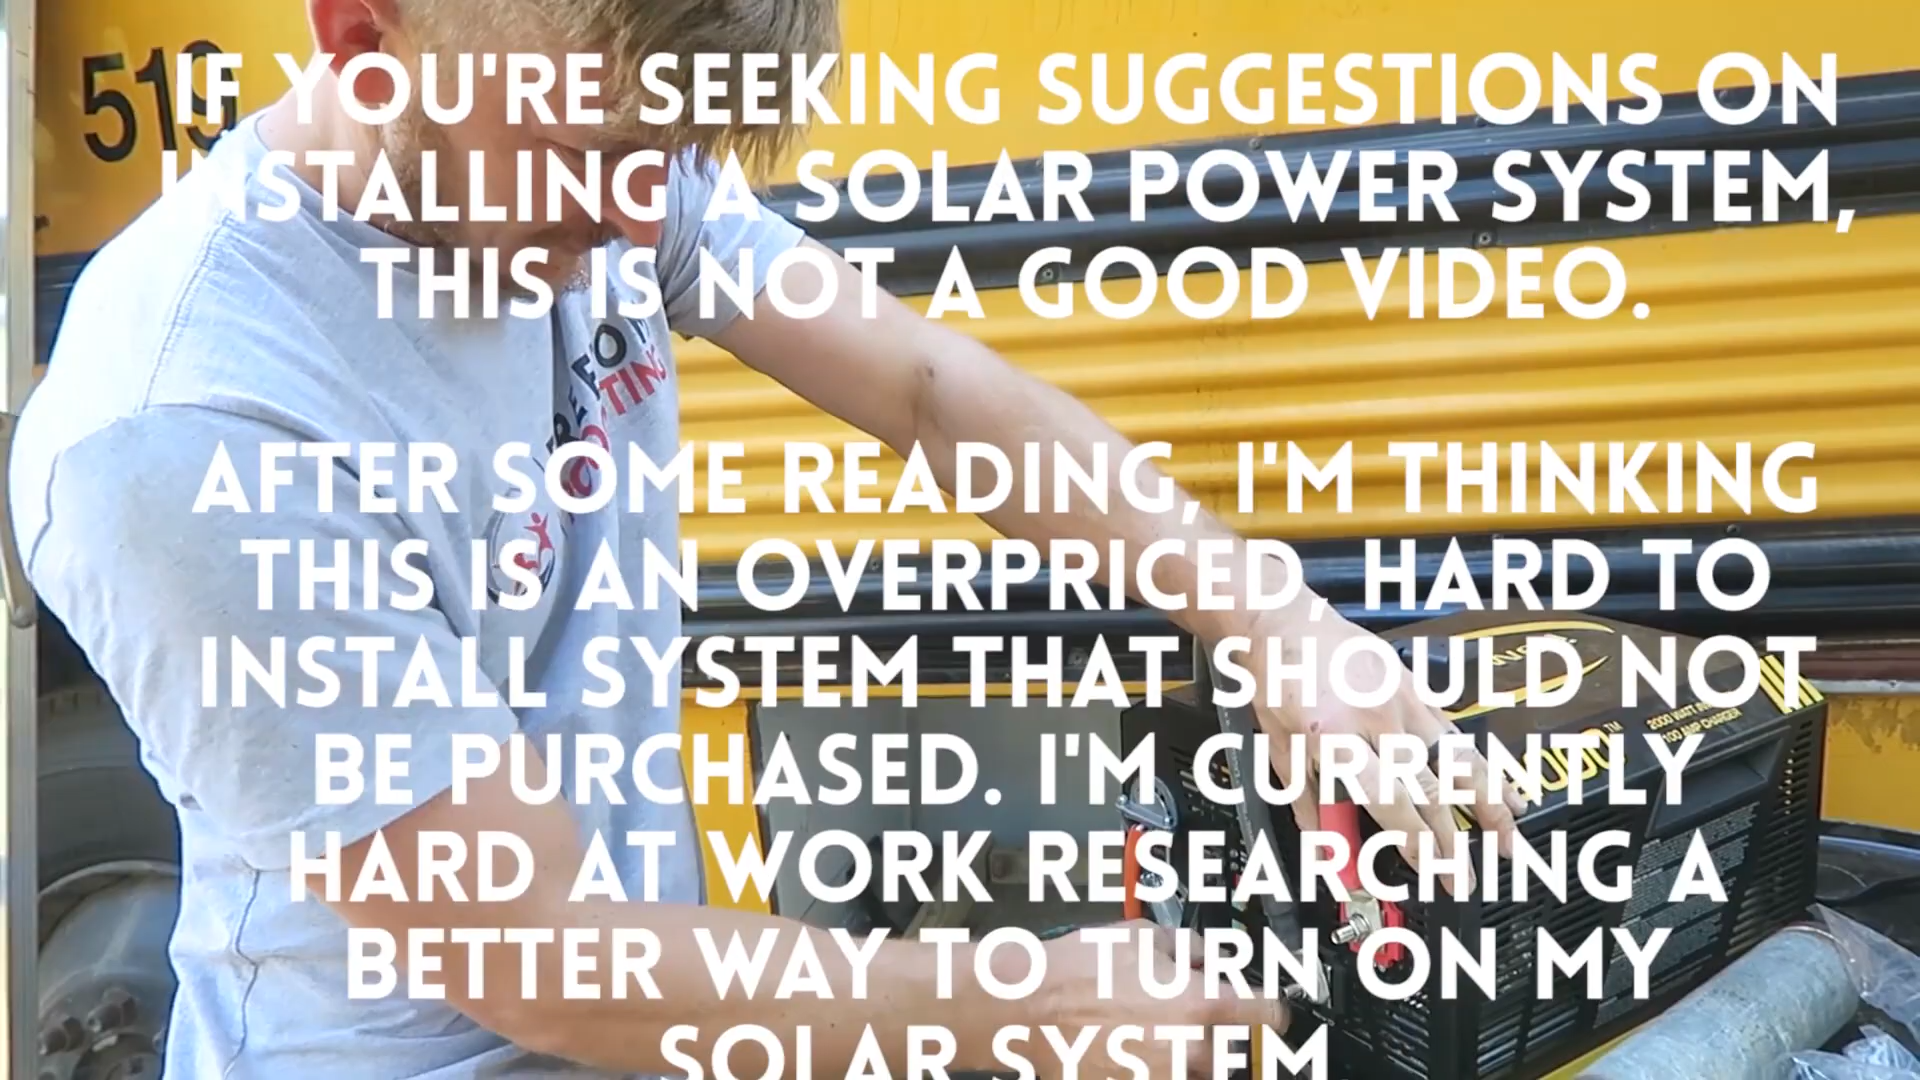 519
IF YOU'RE SEEKING SUGGESTIONS ON
INSTALLING A SOLAR POWER SYSTEM,
THIS IS NOT A GOOD VIDEO.
AFTER SOME READING, I'M THINKING
THIS IS AN OVERPRICED, HARD TO
INSTALL SYSTEM THAT SHOULD NOT
BE PURCHASED. I'M CURRENTLY
HARD AT WORK RESEARCHING A
BETTER WAY TO TURN ON MY
SOLAR SYSTEM.
2000 WATT
100 AMP CHARGER